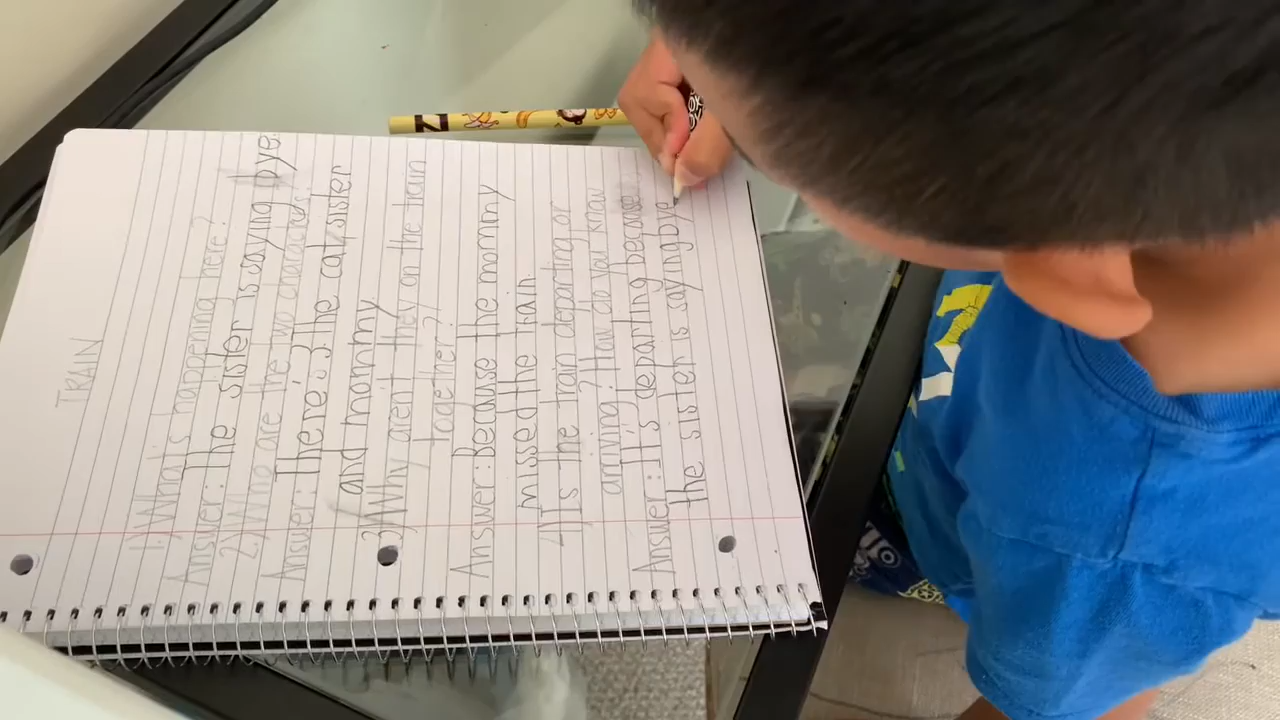 TRAIN
1) What's happening here?
Answer: The sister is saying bye.
2) Who are the two characters
Answer: there's 3 the cat, sister
and mommy
3) Why aren't they on the train
together?
Answer: Because the mommy
missed the train.
4) Is the train departing or
arriving? How do you know
Answer: It's departing because
the sister is saying bye